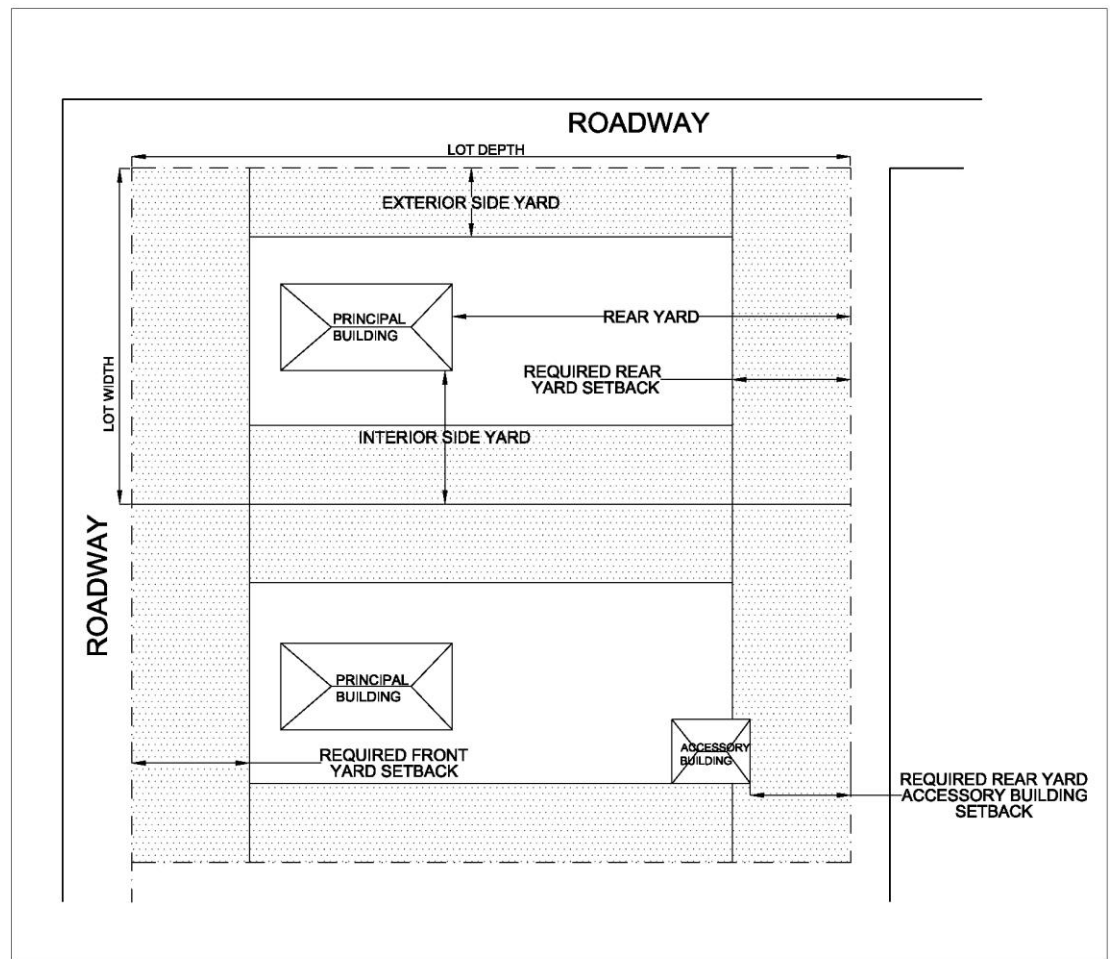 ROADWAY
LOT DEPTH
EXTERIOR SIDE YARD
PRINCIPAL
BUILDING
REAR YARD
REQUIRED REAR
YARD SETBACK
LOT WIDTH
INTERIOR SIDE YARD
ROADWAY
PRINCIPAL
BUILDING
ACCESSORY
BUILDING
REQUIRED FRONT
YARD SETBACK
REQUIRED REAR YARD
ACCESSORY BUILDING
SETBACK